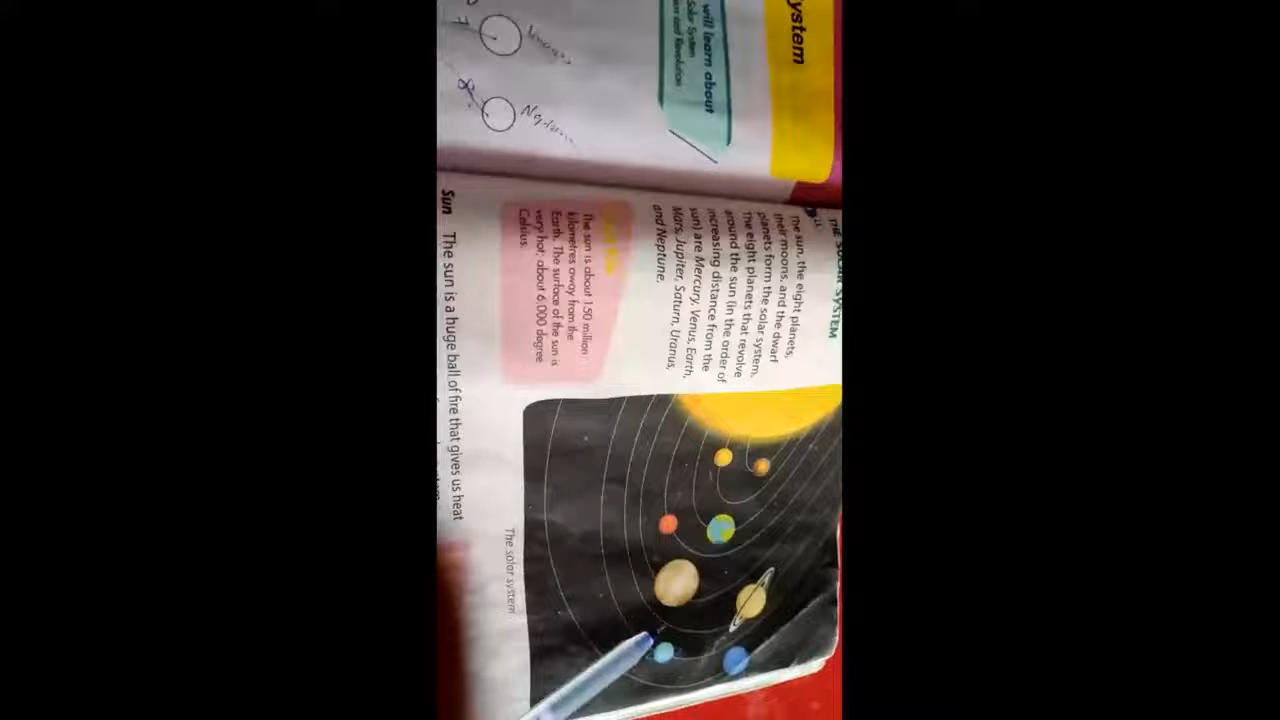 ystem
will learn about
Solar System
and Revolution
Neptun
THE SOLAR SYSTEM
The sun, the eight planets,
their moons, and the dwarf
planets form the solar system.
The eight planets that revolve
around the sun (in the order of
increasing distance from the
sun) are Mercury, Venus, Earth,
Mars, Jupiter, Saturn, Uranus,
and Neptune.
The sun is about 150 million
kilometres away from the
Earth. The surface of the sun is
very hot; about 6,000 degree
Celsius.
The solar system
Sun The sun is a huge ball of fire that gives us heat